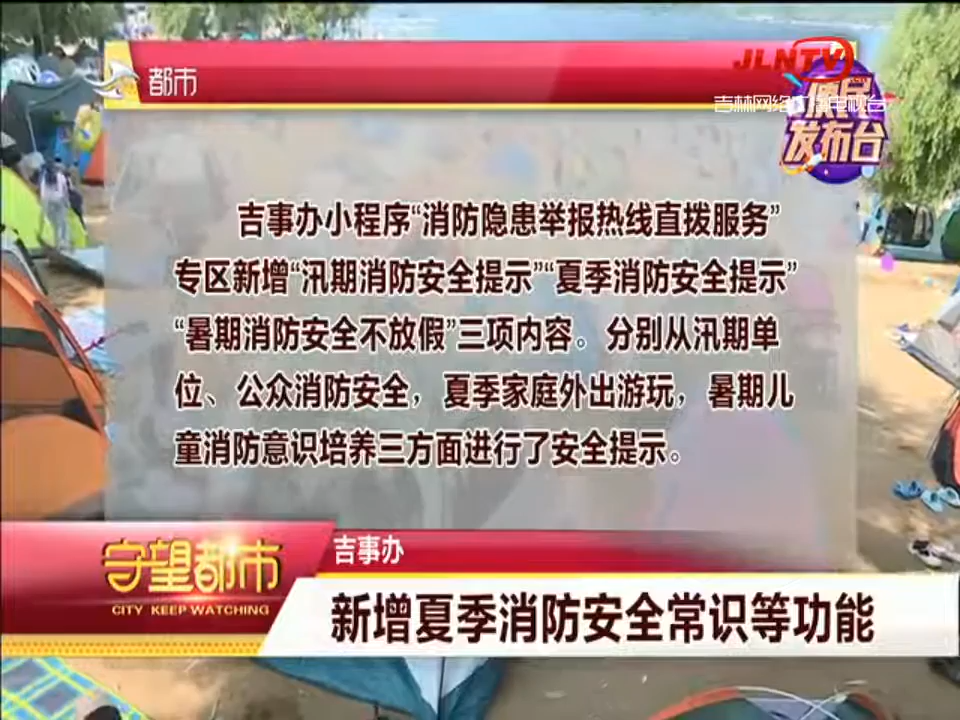 都市
JLNTV
吉林网络广播电视台
便民
发布台
吉事办小程序“消防隐患举报热线直拨服务”
专区新增“汛期消防安全提示”“夏季消防安全提示”
“暑期消防安全不放假”三项内容。分别从汛期单
位、公众消防安全，夏季家庭外出游玩，暑期儿
童消防意识培养三方面进行了安全提示。
守望都市
CITY KEEP WATCHING
吉事办
新增夏季消防安全常识等功能